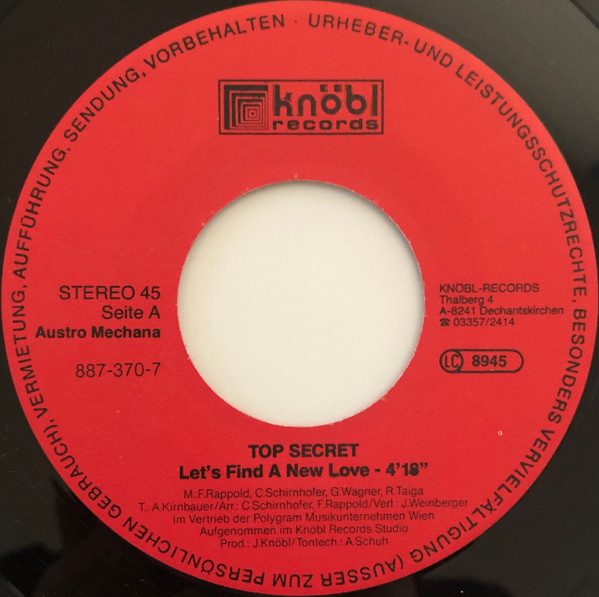 URHEBER- UND LEISTUNGSSCHUTZRECHTE, BESONDERS VERVIELFÄLTIGUNG (AUSSER ZUM PERSÖNLICHEN GEBRAUCH), VERMIETUNG, AUFFÜHRUNG, SENDUNG, VORBEHALTEN ·
knöbl
records
STEREO 45
Seite A
Austro Mechana
887-370-7
KNÖBL-RECORDS
Thalberg 4
A-8241 Dechantskirchen
☎ 03357/2414
LC 8945
TOP SECRET
Let's Find A New Love - 4'18”
M.:F.Rappold, C.Schirnhofer, G.Wagner, R.Taiga
T.: A.Kirnbauer/Arr.: C.Schirnhofer, F.Rappold/Verl.: J.Weinberger
im Vertrieb der Polygram Musikunternehmen Wien
Aufgenommen im Knöbl Records Studio
Prod.: J.Knöbl/Tontech.: A.Schuh